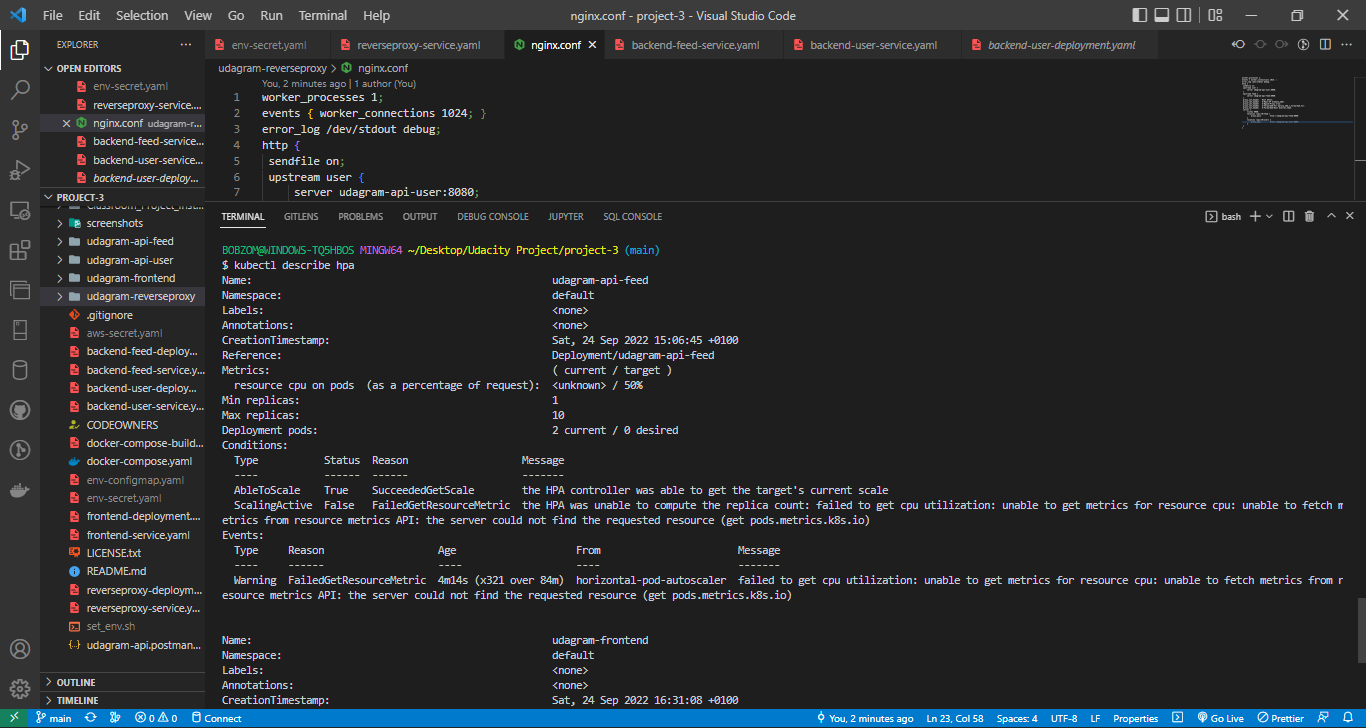 File Edit Selection View Go Run Terminal Help nginx.conf - project-3 - Visual Studio Code
EXPLORER ...
OPEN EDITORS
env-secret.yaml
reverseproxy-service....
nginx.conf udagram-r...
backend-feed-service...
backend-user-service...
backend-user-deploy...
PROJECT-3
screenshots
udagram-api-feed
udagram-api-user
udagram-frontend
udagram-reverseproxy
.gitignore
aws-secret.yaml
backend-feed-deploy...
backend-feed-service.y...
backend-user-deploy...
backend-user-service.y...
CODEOWNERS
docker-compose-build...
docker-compose.yaml
env-configmap.yaml
env-secret.yaml
frontend-deployment....
frontend-service.yaml
LICENSE.txt
README.md
reverseproxy-deploym...
reverseproxy-service.y...
set_env.sh
udagram-api.postman...
OUTLINE
TIMELINE
env-secret.yaml reverseproxy-service.yaml nginx.conf backend-feed-service.yaml backend-user-service.yaml backend-user-deployment.yaml
udagram-reverseproxy > nginx.conf
You, 2 minutes ago | 1 author (You)
1 worker_processes 1;
2 events { worker_connections 1024; }
3 error_log /dev/stdout debug;
4 http {
5 sendfile on;
6 upstream user {
7 server udagram-api-user:8080;
TERMINAL GITLENS PROBLEMS OUTPUT DEBUG CONSOLE JUPYTER SQL CONSOLE bash
BOBZOM@WINDOWS-TQ5HBOS MINGW64 ~/Desktop/Udacity Project/project-3 (main)
$ kubectl describe hpa
Name: udagram-api-feed
Namespace: default
Labels: <none>
Annotations: <none>
CreationTimestamp: Sat, 24 Sep 2022 15:06:45 +0100
Reference: Deployment/udagram-api-feed
Metrics: ( current / target )
resource cpu on pods (as a percentage of request): <unknown> / 50%
Min replicas: 1
Max replicas: 10
Deployment pods: 2 current / 0 desired
Conditions:
Type Status Reason Message
---- ------ ------ -------
AbleToScale True SucceededGetScale the HPA controller was able to get the target's current scale
ScalingActive False FailedGetResourceMetric the HPA was unable to compute the replica count: failed to get cpu utilization: unable to get metrics for resource cpu: unable to fetch m
etrics from resource metrics API: the server could not find the requested resource (get pods.metrics.k8s.io)
Events:
Type Reason Age From Message
---- ------ ---- ---- -------
Warning FailedGetResourceMetric 4m14s (x321 over 84m) horizontal-pod-autoscaler failed to get cpu utilization: unable to get metrics for resource cpu: unable to fetch metrics from r
esource metrics API: the server could not find the requested resource (get pods.metrics.k8s.io)
Name: udagram-frontend
Namespace: default
Labels: <none>
Annotations: <none>
CreationTimestamp: Sat, 24 Sep 2022 16:31:08 +0100
main 0 0 Connect You, 2 minutes ago Ln 23, Col 58 Spaces: 4 UTF-8 LF Properties Go Live Prettier